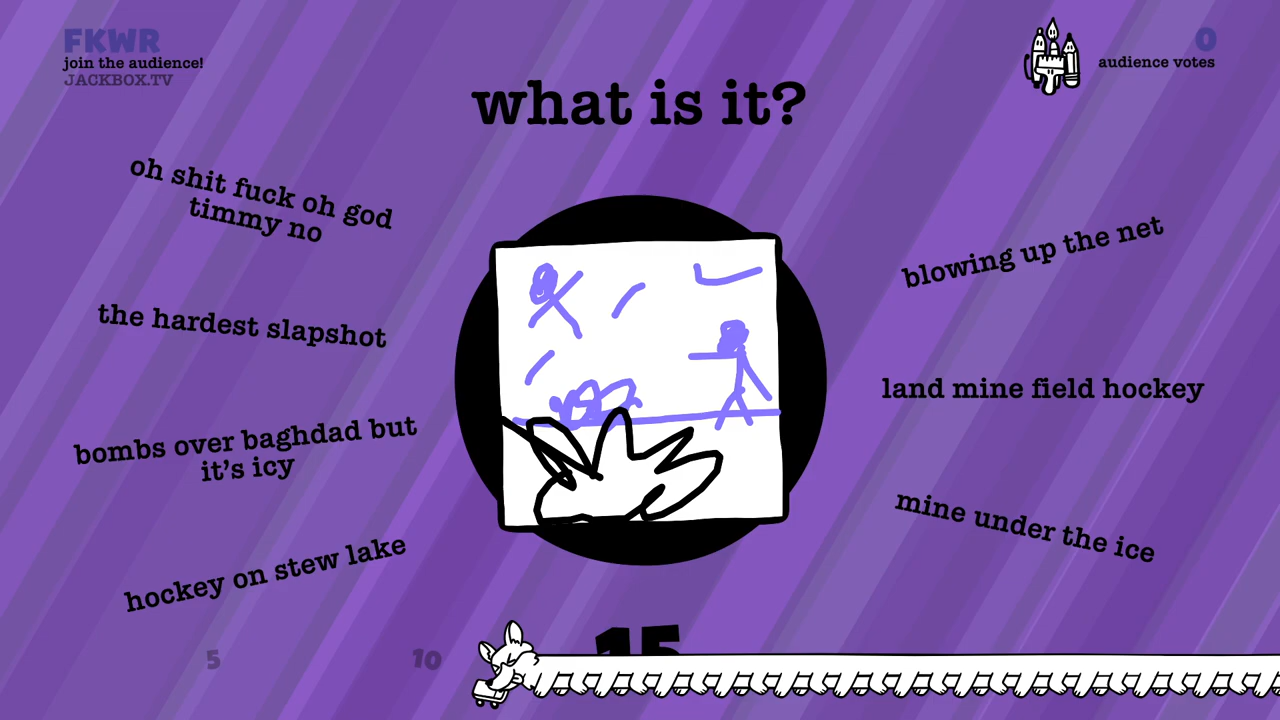 FKWR
join the audience!
JACKBOX.TV
0
audience votes
what is it?
oh shit fuck oh god
timmy no
the hardest slapshot
bombs over baghdad but
it's icy
hockey on stew lake
blowing up the net
land mine field hockey
mine under the ice
5
10
15